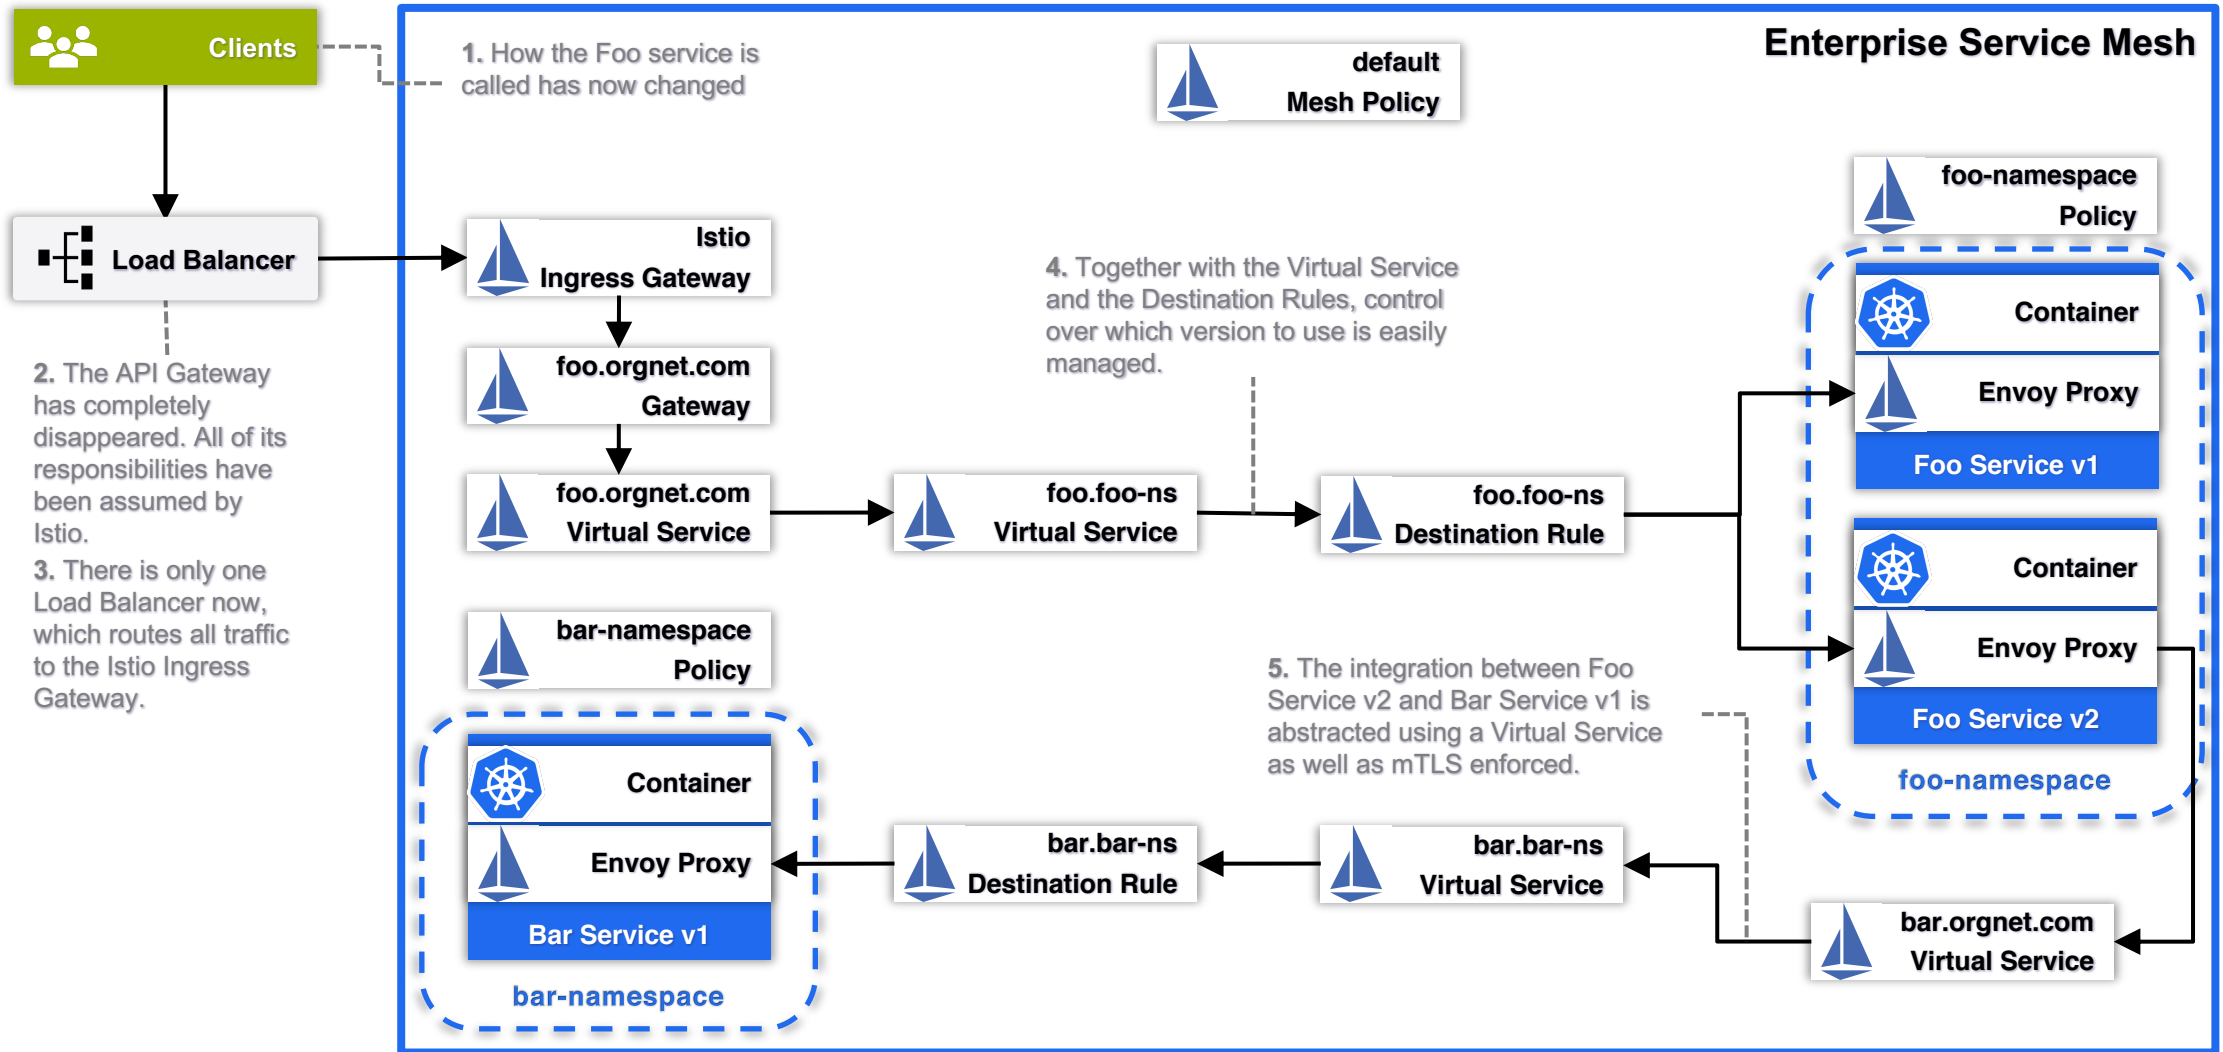 Clients
1. How the Foo service is
called has now changed
default
Mesh Policy
Enterprise Service Mesh
foo-namespace
Policy
Load Balancer
Istio
Ingress Gateway
4. Together with the Virtual Service
and the Destination Rules, control
over which version to use is easily
managed.
Container
Envoy Proxy
Foo Service v1
2. The API Gateway
has completely
disappeared. All of its
responsibilities have
been assumed by
Istio.
3. There is only one
Load Balancer now,
which routes all traffic
to the Istio Ingress
Gateway.
foo.orgnet.com
Gateway
foo.orgnet.com
Virtual Service
foo.foo-ns
Virtual Service
foo.foo-ns
Destination Rule
Container
Envoy Proxy
Foo Service v2
foo-namespace
bar-namespace
Policy
5. The integration between Foo
Service v2 and Bar Service v1 is
abstracted using a Virtual Service
as well as mTLS enforced.
Container
Envoy Proxy
Bar Service v1
bar-namespace
bar.bar-ns
Destination Rule
bar.bar-ns
Virtual Service
bar.orgnet.com
Virtual Service